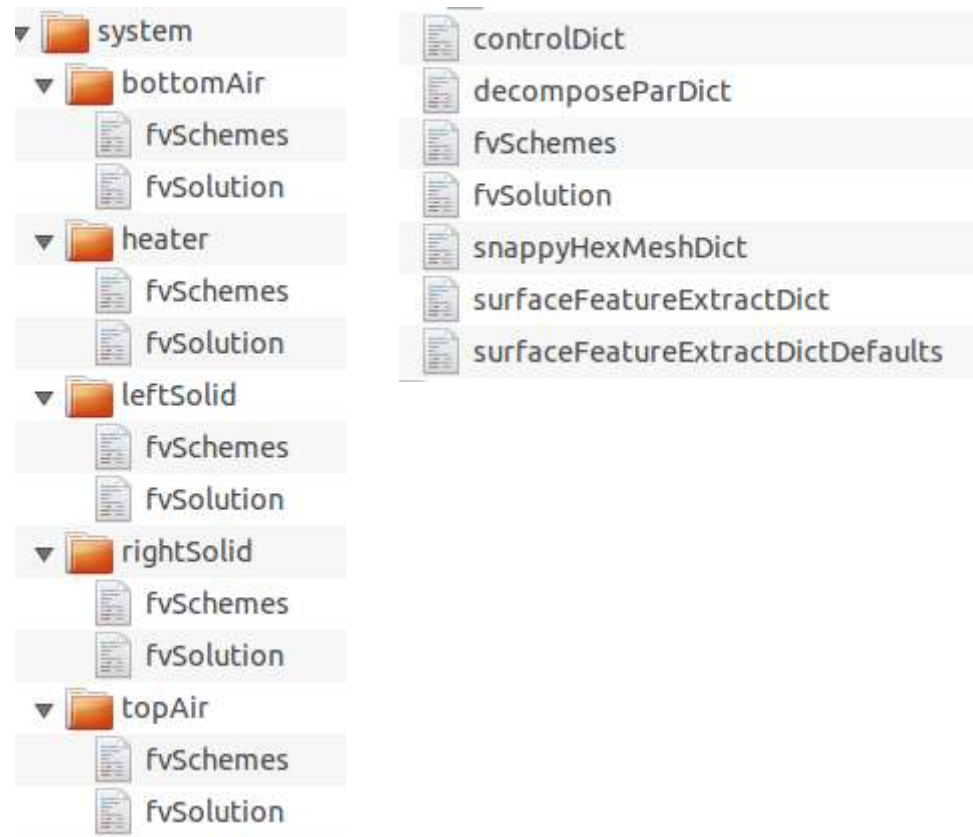 system
bottomAir
fvSchemes
fvSolution
heater
fvSchemes
fvSolution
leftSolid
fvSchemes
fvSolution
rightSolid
fvSchemes
fvSolution
topAir
fvSchemes
fvSolution
controlDict
decomposeParDict
fvSchemes
fvSolution
snappyHexMeshDict
surfaceFeatureExtractDict
surfaceFeatureExtractDictDefaults